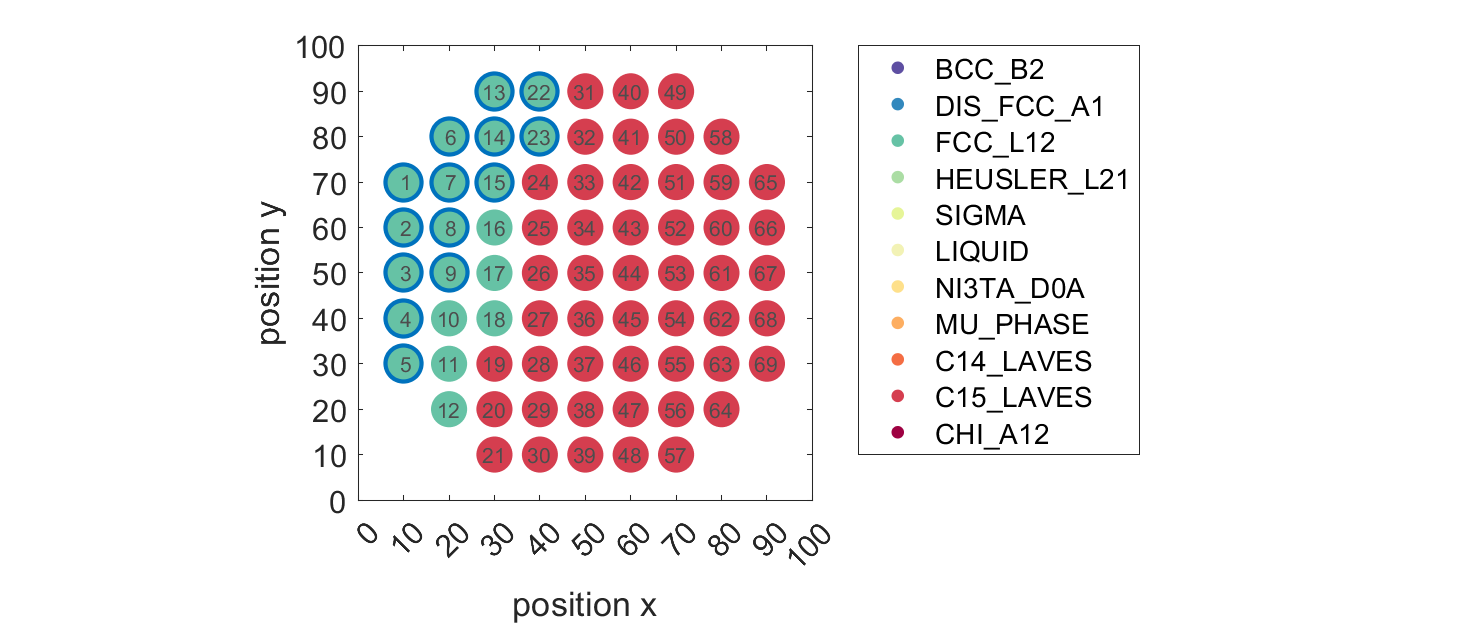 100
90 13 22 31 40 49
80 6 14 23 32 41 50 58
70 1 7 15 24 33 42 51 59 65
60 2 8 16 25 34 43 52 60 66
50 3 9 17 26 35 44 53 61 67
40 4 10 18 27 36 45 54 62 68
30 5 11 19 28 37 46 55 63 69
20 12 20 29 38 47 56 64
10 21 30 39 48 57
0
0 10 20 30 40 50 60 70 80 90 100
position x
position y
BCC_B2
DIS_FCC_A1
FCC_L12
HEUSLER_L21
SIGMA
LIQUID
NI3TA_D0A
MU_PHASE
C14_LAVES
C15_LAVES
CHI_A12